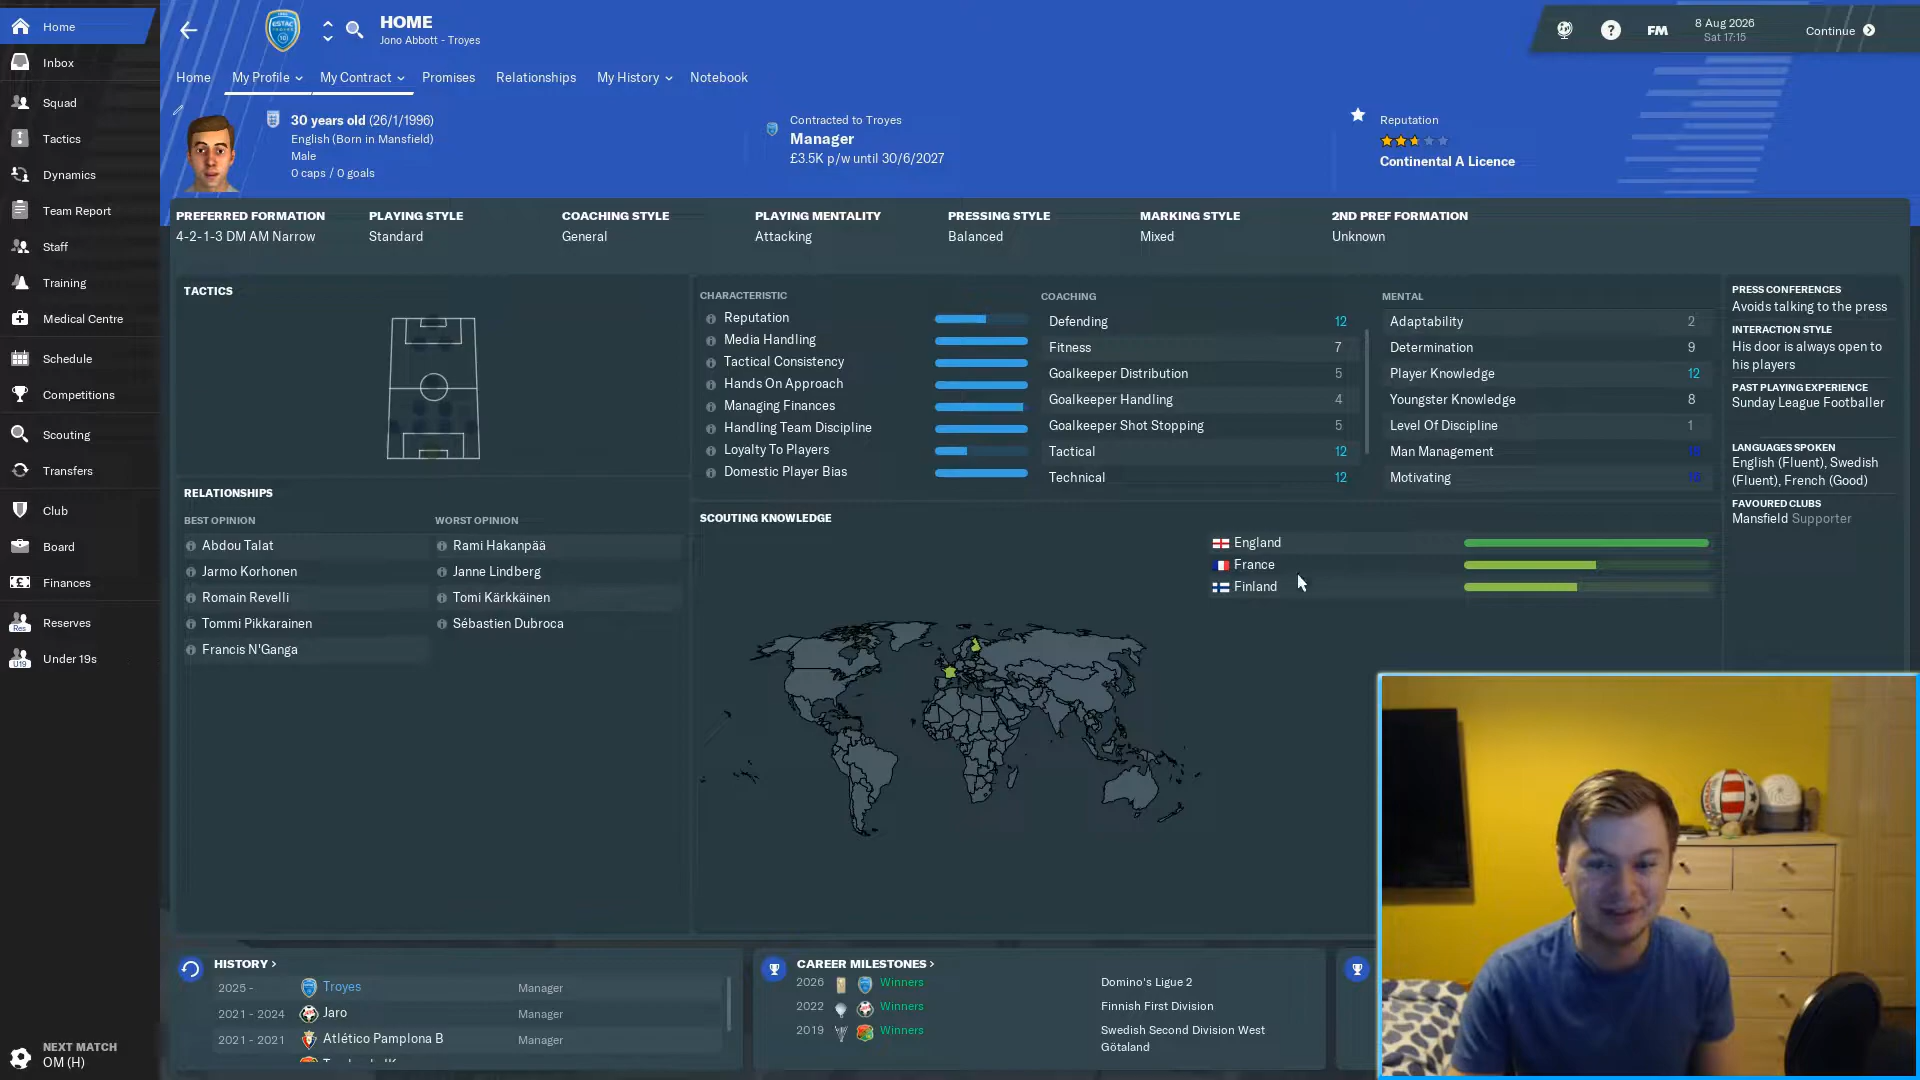 Home
Inbox
Squad
Tactics
Dynamics
Team Report
Staff
Training
Medical Centre
Schedule
Competitions
Scouting
Transfers
Club
Board
Finances
Reserves
Under 19s
NEXT MATCH
OM (H)
HOME
Jono Abbott - Troyes
FM
8 Aug 2026
Sat 17:15
Continue
Home My Profile My Contract Promises Relationships My History Notebook
30 years old (26/1/1996)
English (Born in Mansfield)
Male
0 caps / 0 goals
Contracted to Troyes
Manager
£3.5K p/w until 30/6/2027
Reputation
Continental A Licence
PREFERRED FORMATION
4-2-1-3 DM AM Narrow
PLAYING STYLE
Standard
COACHING STYLE
General
PLAYING MENTALITY
Attacking
PRESSING STYLE
Balanced
MARKING STYLE
Mixed
2ND PREF FORMATION
Unknown
TACTICS
CHARACTERISTIC
Reputation
Media Handling
Tactical Consistency
Hands On Approach
Managing Finances
Handling Team Discipline
Loyalty To Players
Domestic Player Bias
COACHING
Defending 12
Fitness 7
Goalkeeper Distribution 5
Goalkeeper Handling 4
Goalkeeper Shot Stopping 5
Tactical 12
Technical 12
MENTAL
Adaptability 2
Determination 9
Player Knowledge 12
Youngster Knowledge 8
Level Of Discipline 1
Man Management
Motivating
PRESS CONFERENCES
Avoids talking to the press
INTERACTION STYLE
His door is always open to
his players
PAST PLAYING EXPERIENCE
Sunday League Footballer
LANGUAGES SPOKEN
English (Fluent), Swedish
(Fluent), French (Good)
FAVOURED CLUBS
Mansfield Supporter
RELATIONSHIPS
BEST OPINION
Abdou Talat
Jarmo Korhonen
Romain Revelli
Tommi Pikkarainen
Francis N'Ganga
WORST OPINION
Rami Hakanpää
Janne Lindberg
Tomi Kärkkäinen
Sébastien Dubroca
SCOUTING KNOWLEDGE
England
France
Finland
HISTORY >
2025 - Troyes Manager
2021 - 2024 Jaro Manager
2021 - 2021 Atlético Pamplona B Manager
CAREER MILESTONES >
2026 Winners Domino's Ligue 2
2022 Winners Finnish First Division
2019 Winners Swedish Second Division West
Götaland